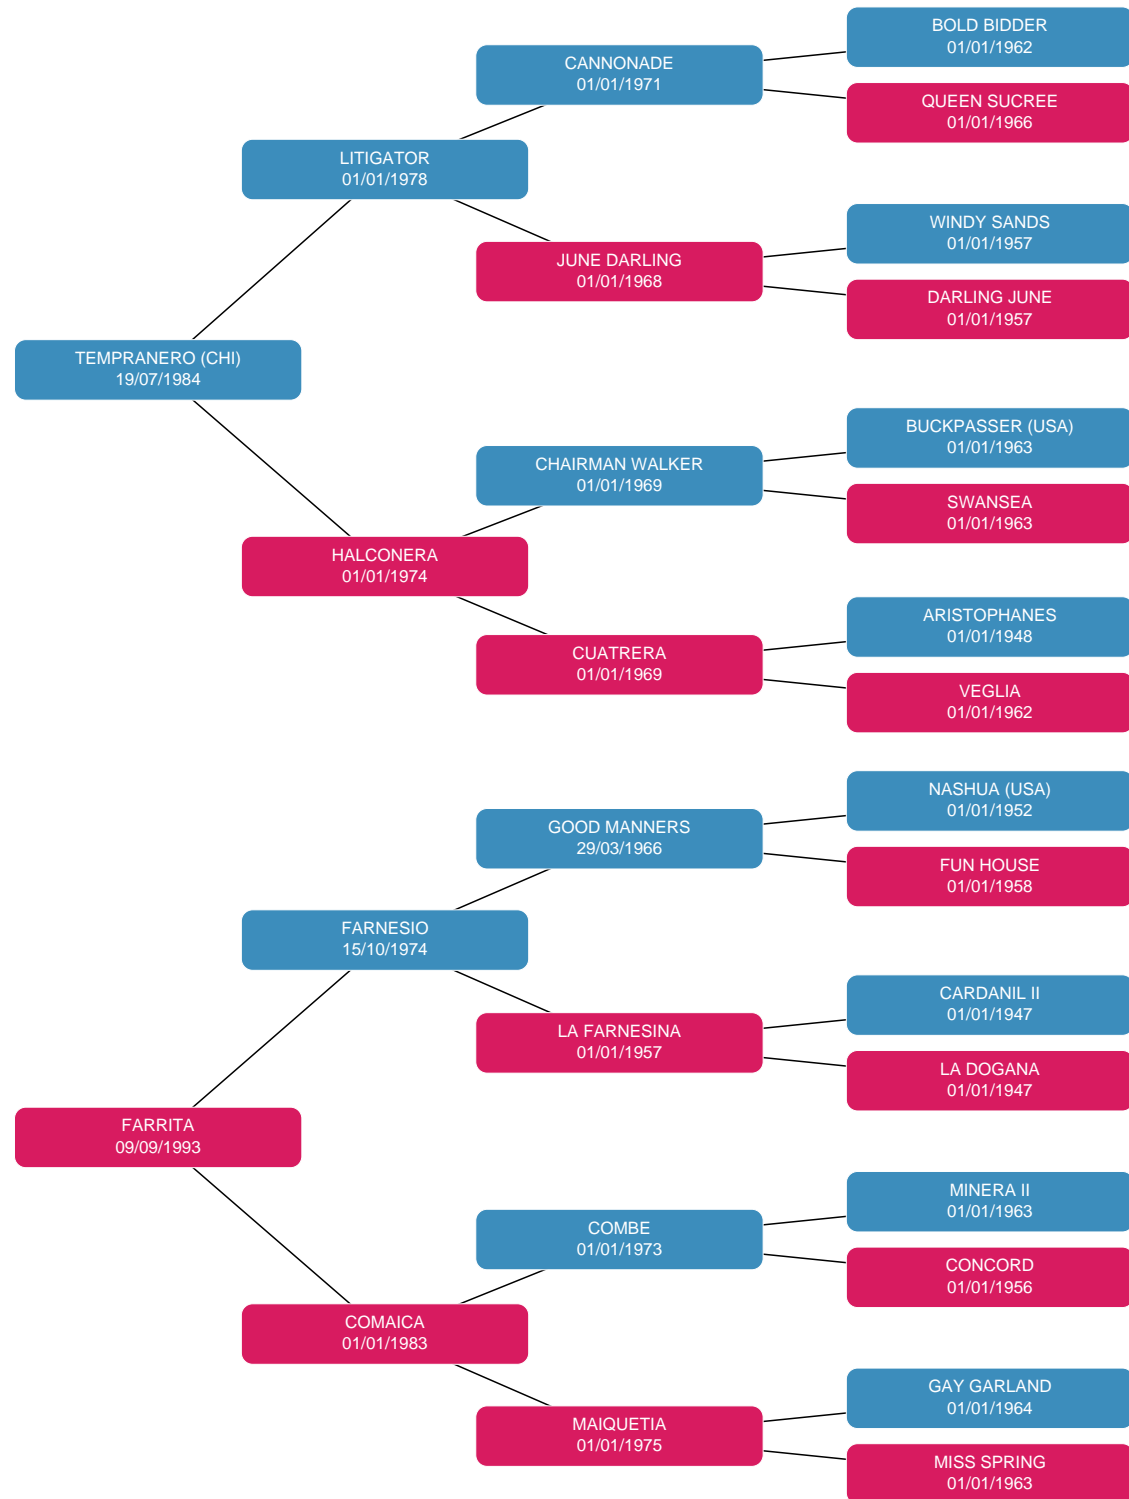 BOLD BIDDER
01/01/1962
CANNONADE
01/01/1971
QUEEN SUCREE
01/01/1966
LITIGATOR
01/01/1978
WINDY SANDS
01/01/1957
JUNE DARLING
01/01/1968
DARLING JUNE
01/01/1957
TEMPRANERO (CHI)
19/07/1984
BUCKPASSER (USA)
01/01/1963
CHAIRMAN WALKER
01/01/1969
SWANSEA
01/01/1963
HALCONERA
01/01/1974
ARISTOPHANES
01/01/1948
CUATRERA
01/01/1969
VEGLIA
01/01/1962
NASHUA (USA)
01/01/1952
GOOD MANNERS
29/03/1966
FUN HOUSE
01/01/1958
FARNESIO
15/10/1974
CARDANIL II
01/01/1947
LA FARNESINA
01/01/1957
LA DOGANA
01/01/1947
FARRITA
09/09/1993
MINERA II
01/01/1963
COMBE
01/01/1973
CONCORD
01/01/1956
COMAICA
01/01/1983
GAY GARLAND
01/01/1964
MAIQUETIA
01/01/1975
MISS SPRING
01/01/1963